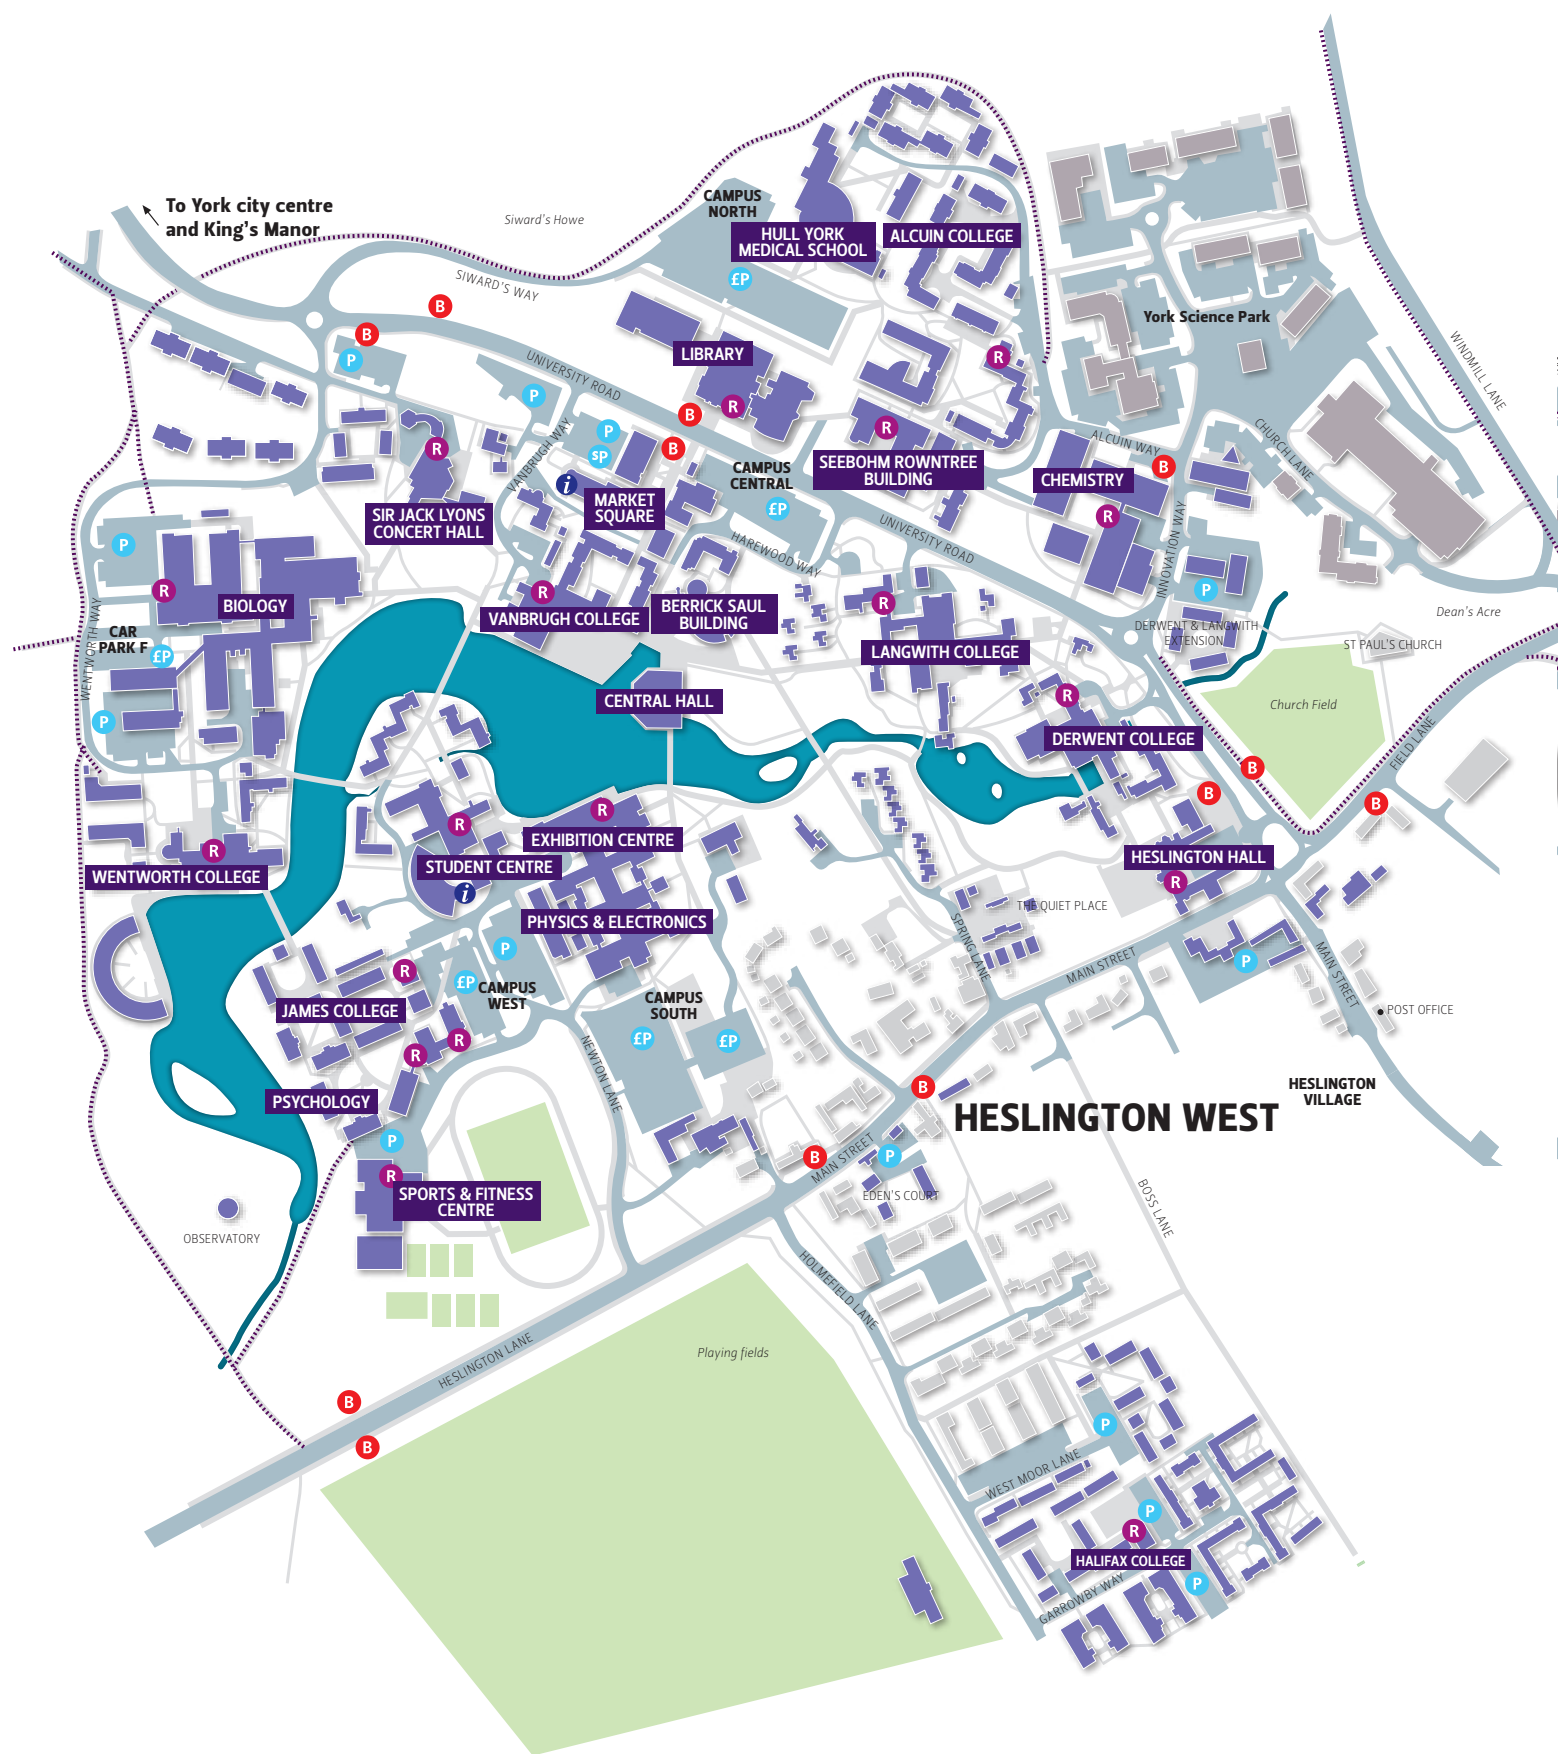 To York city centre
and King's Manor
Siward's Howe
SIWARD'S WAY
CAMPUS
NORTH
HULL YORK
MEDICAL SCHOOL
ALCUIN COLLEGE
£P
York Science Park
WINDMILL LANE
B
B
P
LIBRARY
R
R
UNIVERSITY ROAD
P
B
R
P
SP
B
VANBRUGH WAY
R
CAMPUS
CENTRAL
£P
SEEBOHM ROWNTREE
BUILDING
ALCUIN WAY
B
CHURCH LANE
CHEMISTRY
R
i
MARKET
SQUARE
SIR JACK LYONS
CONCERT HALL
HAREWOOD WAY
UNIVERSITY ROAD
INNOVATION WAY
P
P
R
BIOLOGY
WENTWORTH WAY
CAR
PARK F
£P
P
R
VANBRUGH COLLEGE
BERRICK SAUL
BUILDING
R
LANGWITH COLLEGE
DERWENT & LANGWITH
EXTENSION
Dean's Acre
ST PAUL'S CHURCH
CENTRAL HALL
R
Church Field
DERWENT COLLEGE
FIELD LANE
B
B
B
R
R
EXHIBITION CENTRE
R
WENTWORTH COLLEGE
STUDENT CENTRE
i
HESLINGTON HALL
R
THE QUIET PLACE
PHYSICS & ELECTRONICS
SPRING LANE
P
MAIN STREET
P
MAIN STREET
R
£P
CAMPUS
WEST
JAMES COLLEGE
CAMPUS
SOUTH
POST OFFICE
£P
£P
R
R
NEWTON LANE
PSYCHOLOGY
B
HESLINGTON WEST
HESLINGTON
VILLAGE
P
B
MAIN STREET
P
R
SPORTS & FITNESS
CENTRE
EDEN'S COURT
BOSS LANE
OBSERVATORY
HOLMEFIELD LANE
HESLINGTON LANE
Playing fields
B
B
P
WEST MOOR LANE
P
R
HALIFAX COLLEGE
P
GARROWBY WAY